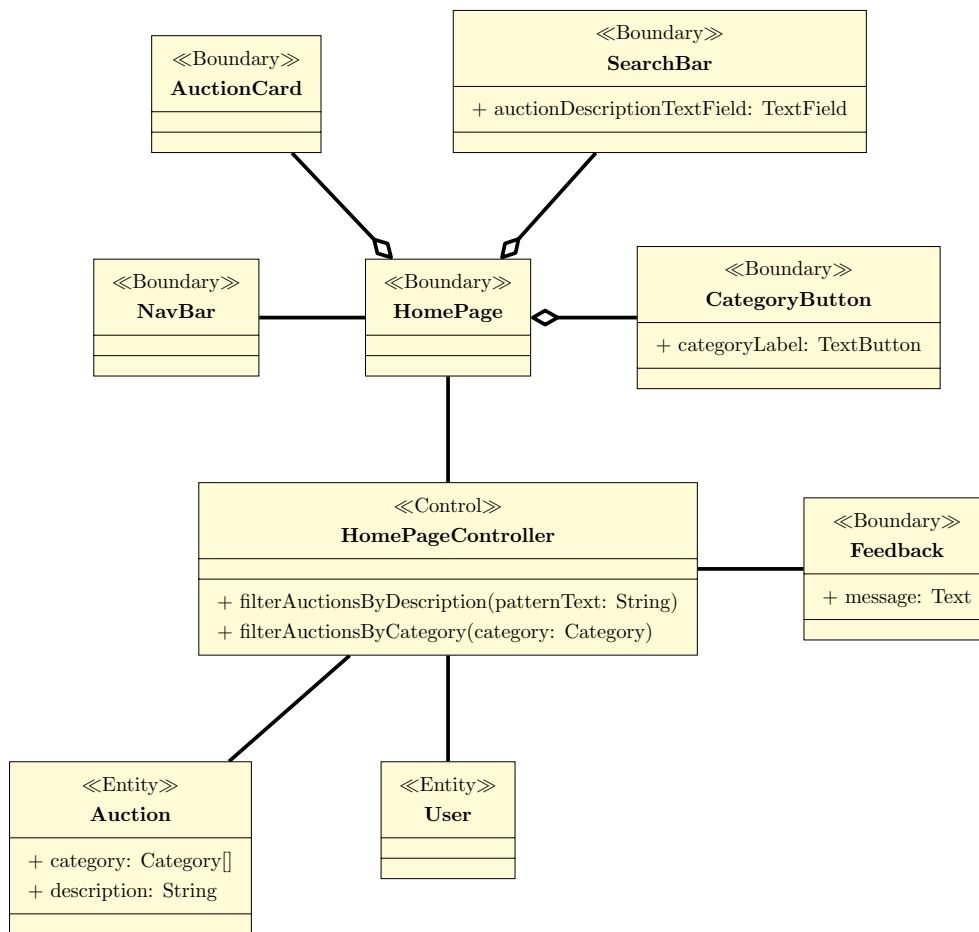 ≪Boundary≫
AuctionCard
≪Boundary≫
SearchBar
+ auctionDescriptionTextField: TextField
≪Boundary≫
NavBar
≪Boundary≫
HomePage
≪Boundary≫
CategoryButton
+ categoryLabel: TextButton
≪Control≫
HomePageController
+ filterAuctionsByDescription(patternText: String)
+ filterAuctionsByCategory(category: Category)
≪Boundary≫
Feedback
+ message: Text
≪Entity≫
Auction
+ category: Category[]
+ description: String
≪Entity≫
User